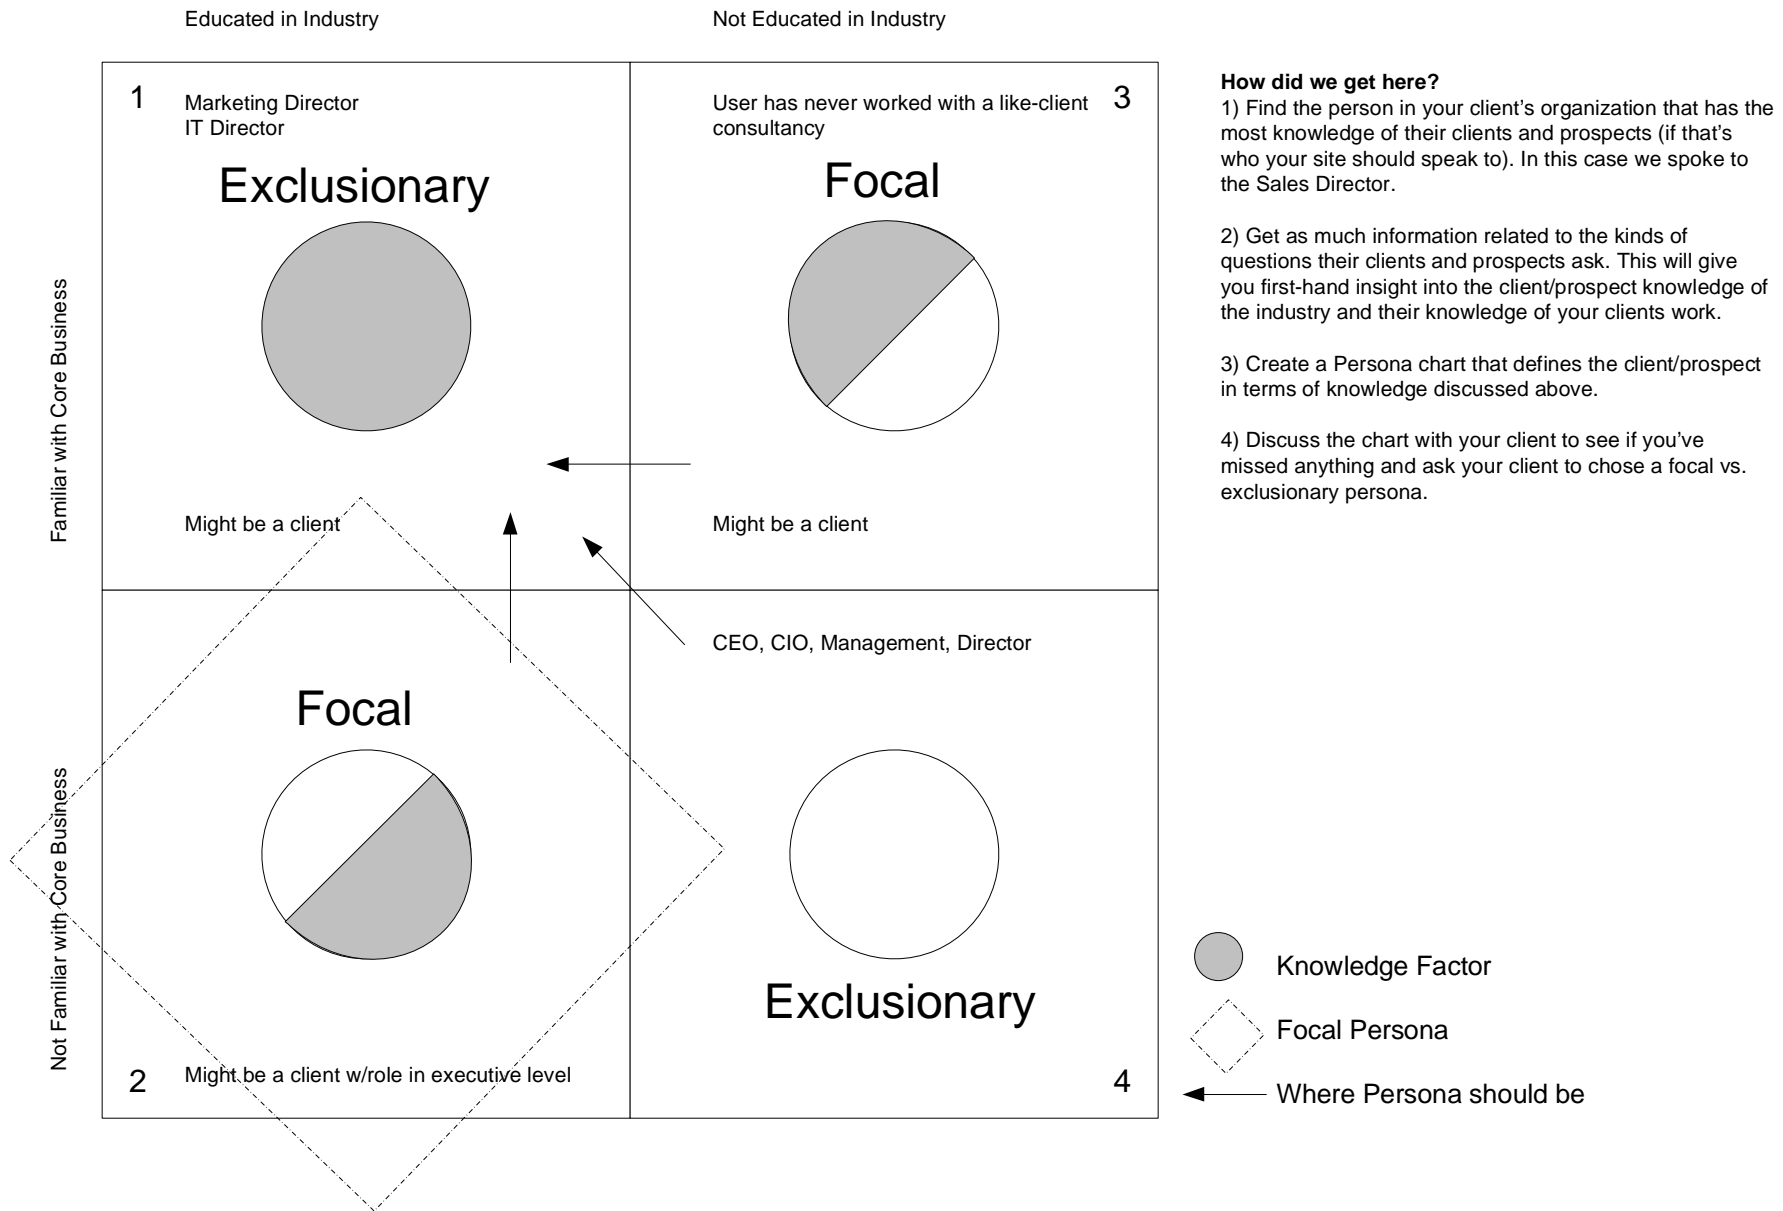 Educated in Industry
Not Educated in Industry
1
Marketing Director
IT Director
Exclusionary
Might be a client
User has never worked with a like-client
consultancy
3
Focal
Might be a client
Familiar with Core Business
Not Familiar with Core Business
Focal
2
Might be a client w/role in executive level
CEO, CIO, Management, Director
Exclusionary
4
How did we get here?
1) Find the person in your client's organization that has the
most knowledge of their clients and prospects (if that's
who your site should speak to). In this case we spoke to
the Sales Director.
2) Get as much information related to the kinds of
questions their clients and prospects ask. This will give
you first-hand insight into the client/prospect knowledge of
the industry and their knowledge of your clients work.
3) Create a Persona chart that defines the client/prospect
in terms of knowledge discussed above.
4) Discuss the chart with your client to see if you've
missed anything and ask your client to chose a focal vs.
exclusionary persona.
Knowledge Factor
Focal Persona
Where Persona should be